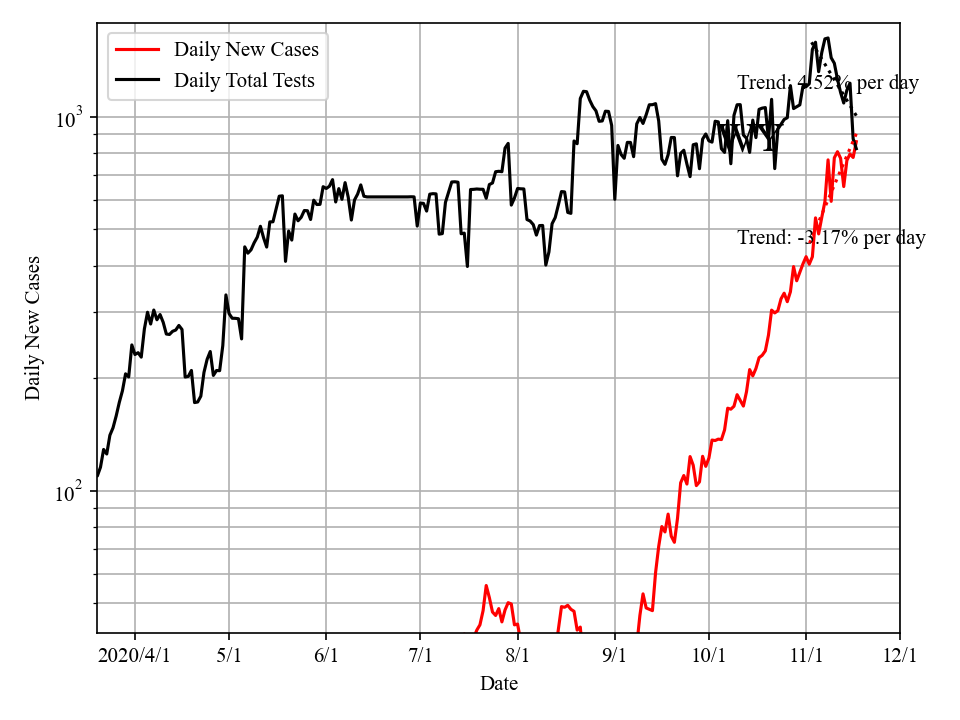 Daily New Cases
Daily Total Tests
Trend: 4.52% per day
WY
Trend: -3.17% per day
10³
10²
Daily New Cases
2020/4/1 5/1 6/1 7/1 8/1 9/1 10/1 11/1 12/1
Date